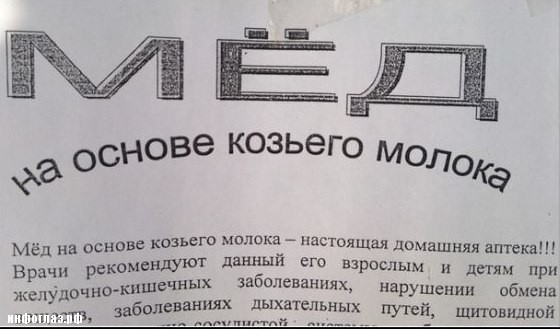 МЁД
на основе козьего молока
Мёд на основе козьего молока – настоящая домашняя аптека!!!
Врачи рекомендуют данный его взрослым и детям при
желудочно-кишечных заболеваниях, нарушении обмена
заболеваниях дыхательных путей, щитовидной
инфоглаз.рф